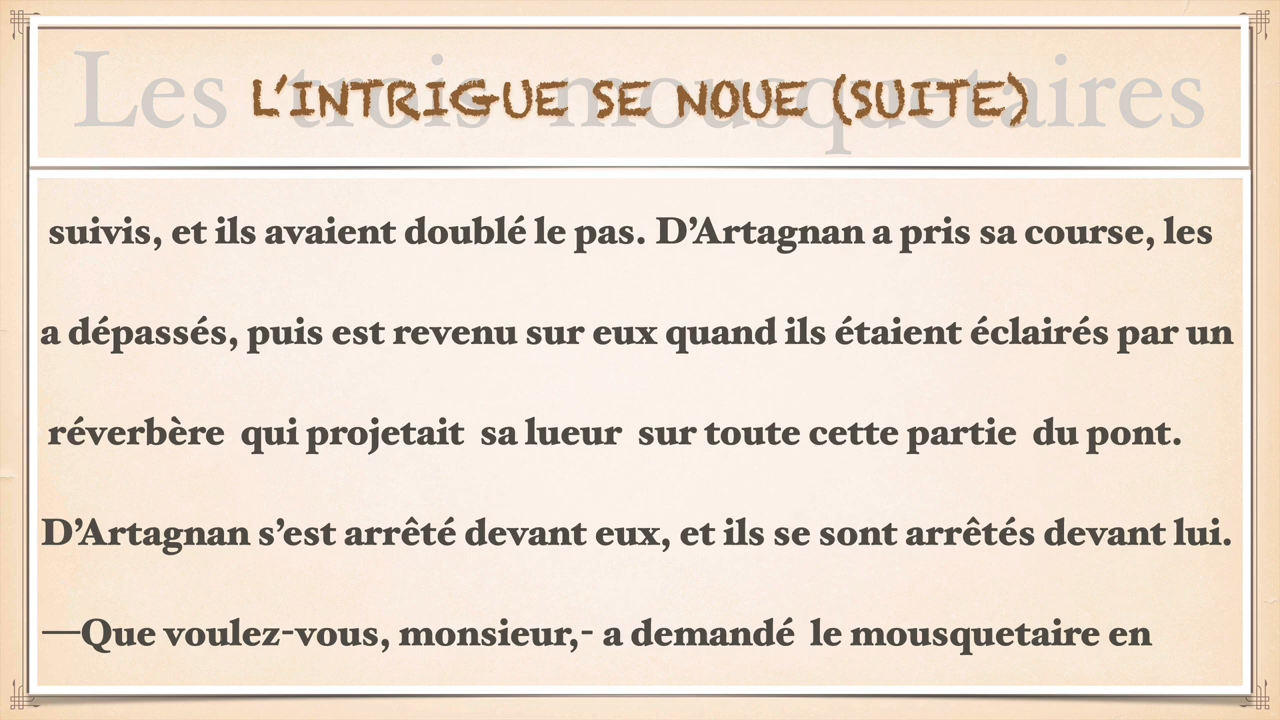 Les trois mousquetaires
L'INTRIGUE SE NOUE (SUITE)
suivis, et ils avaient doublé le pas. D'Artagnan a pris sa course, les
a dépassés, puis est revenu sur eux quand ils étaient éclairés par un
réverbère qui projetait sa lueur sur toute cette partie du pont.
D'Artagnan s'est arrêté devant eux, et ils se sont arrêtés devant lui.
—Que voulez-vous, monsieur,- a demandé le mousquetaire en